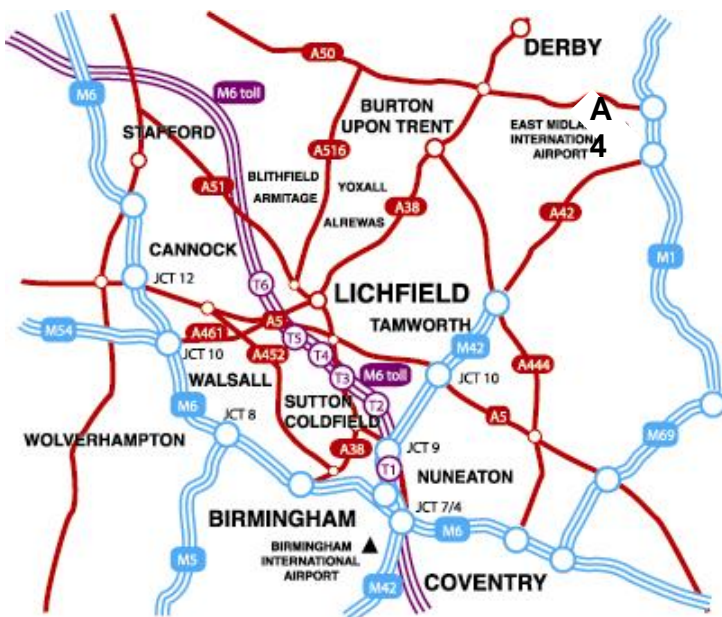 DERBY
A50
M6
M6 toll
BURTON
UPON TRENT
A
4
EAST MIDLA
INTERNATION
AIRPORT
STAFFORD
A516
BLITHFIELD
ARMITAGE
YOXALL
ALREWAS
A51
A38
A42
CANNOCK
M1
JCT 12
T6
LICHFIELD
TAMWORTH
M54
A461
A5
T5
T4
M42
JCT 10
A452
T3
M6 toll
JCT 10
A444
WALSALL
M6
SUTTON
COLDFIELD
T2
A5
JCT 8
WOLVERHAMPTON
A38
JCT 9
M69
T1
NUNEATON
JCT 7/4
BIRMINGHAM
M6
BIRMINGHAM
INTERNATIONAL
AIRPORT
M5
M42
COVENTRY